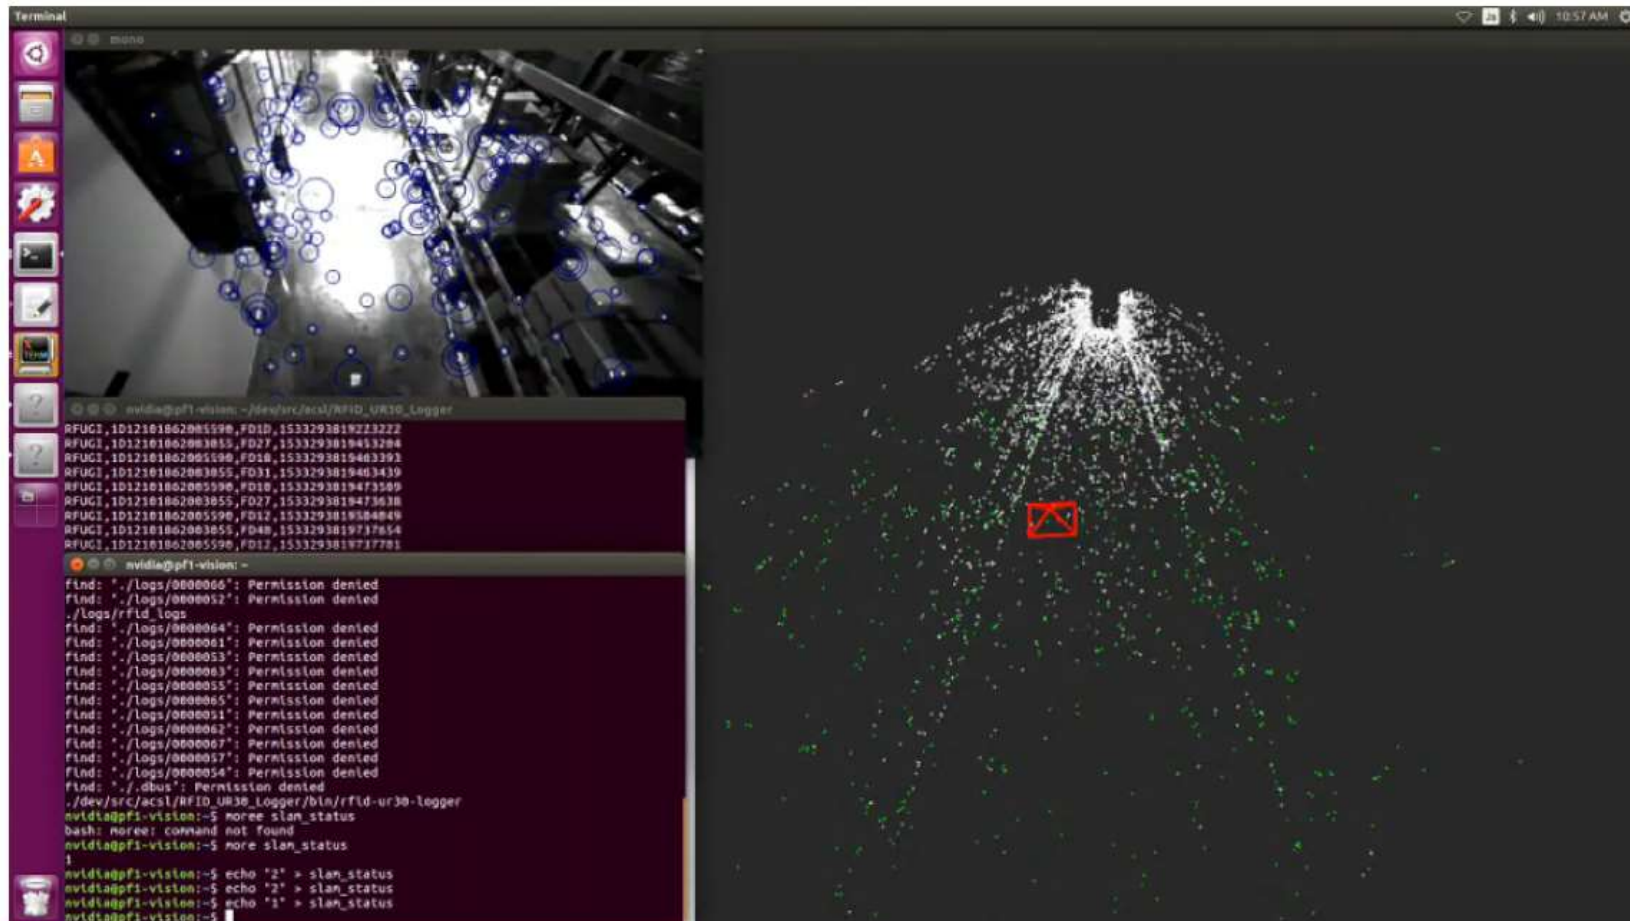 Terminal
Ja
10:57 AM
mono
nvidia@pf1-vision: ~/dev/src/acsl/RFID_UR30_Logger
RFUGI,1D12101862005590,FD1D,1533293819223222
RFUGI,1D12101862003055,FD27,1533293819453204
RFUGI,1D12101862005590,FD18,1533293819463393
RFUGI,1D12101862003055,FD31,1533293819463439
RFUGI,1D12101862005590,FD18,1533293819473589
RFUGI,1D12101862003055,FD27,1533293819473638
RFUGI,1D12101862005590,FD12,1533293819504049
RFUGI,1D12101862003055,FD40,1533293819737654
RFUGI,1D12101862005590,FD12,1533293819737701
nvidia@pf1-vision: ~
find: './logs/0000066': Permission denied
find: './logs/0000052': Permission denied
./logs/rfid_logs
find: './logs/0000064': Permission denied
find: './logs/0000061': Permission denied
find: './logs/0000053': Permission denied
find: './logs/0000063': Permission denied
find: './logs/0000055': Permission denied
find: './logs/0000065': Permission denied
find: './logs/0000051': Permission denied
find: './logs/0000062': Permission denied
find: './logs/0000067': Permission denied
find: './logs/0000057': Permission denied
find: './logs/0000054': Permission denied
find: './.dbus': Permission denied
./dev/src/acsl/RFID_UR30_Logger/bin/rfid-ur30-logger
nvidia@pf1-vision:~$ moree slam_status
bash: moree: command not found
nvidia@pf1-vision:~$ more slam_status
1
nvidia@pf1-vision:~$ echo "2" > slam_status
nvidia@pf1-vision:~$ echo "2" > slam_status
nvidia@pf1-vision:~$ echo "1" > slam_status
nvidia@pf1-vision:~$